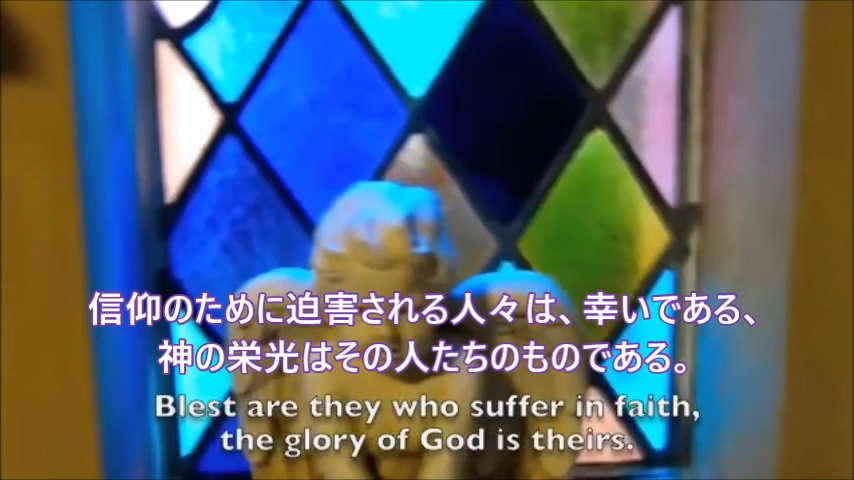 信仰のために迫害される人々は、幸いである、
神の栄光はその人たちのものである。
Blest are they who suffer in faith,
the glory of God is theirs.